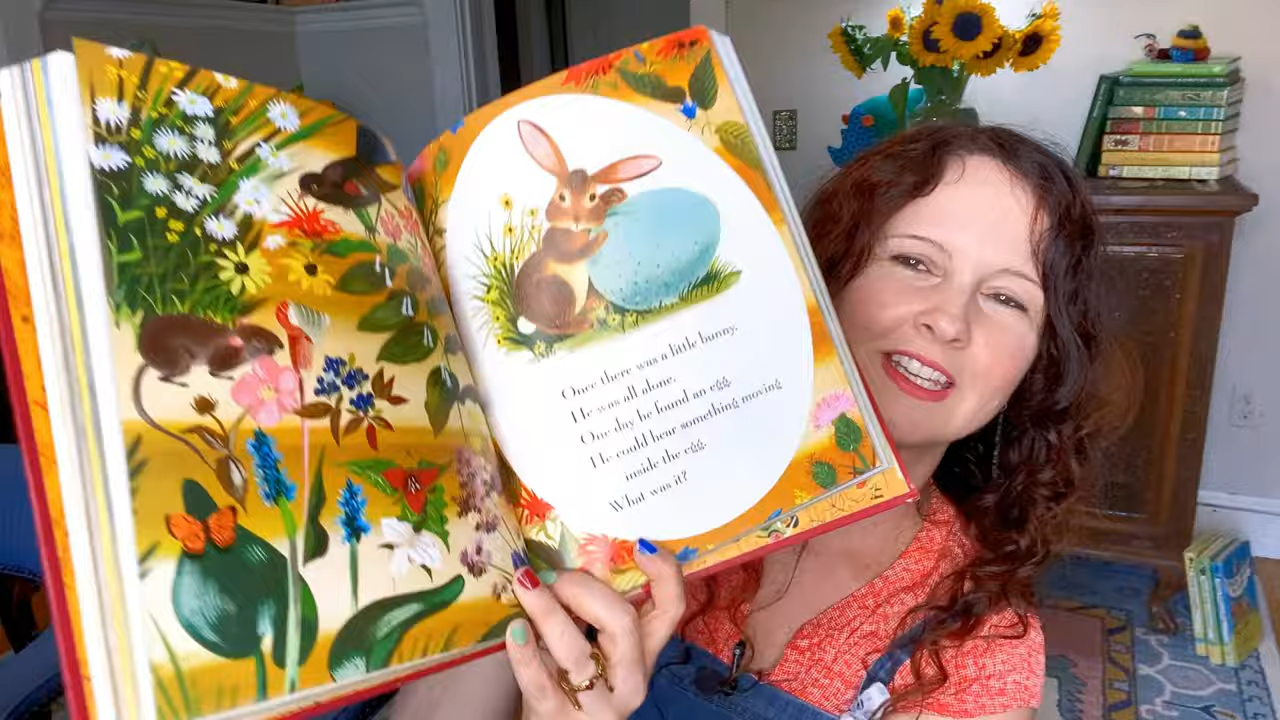 Once there was a little bunny.
He was all alone.
One day he found an egg.
He could hear something moving
inside the egg.
What was it?